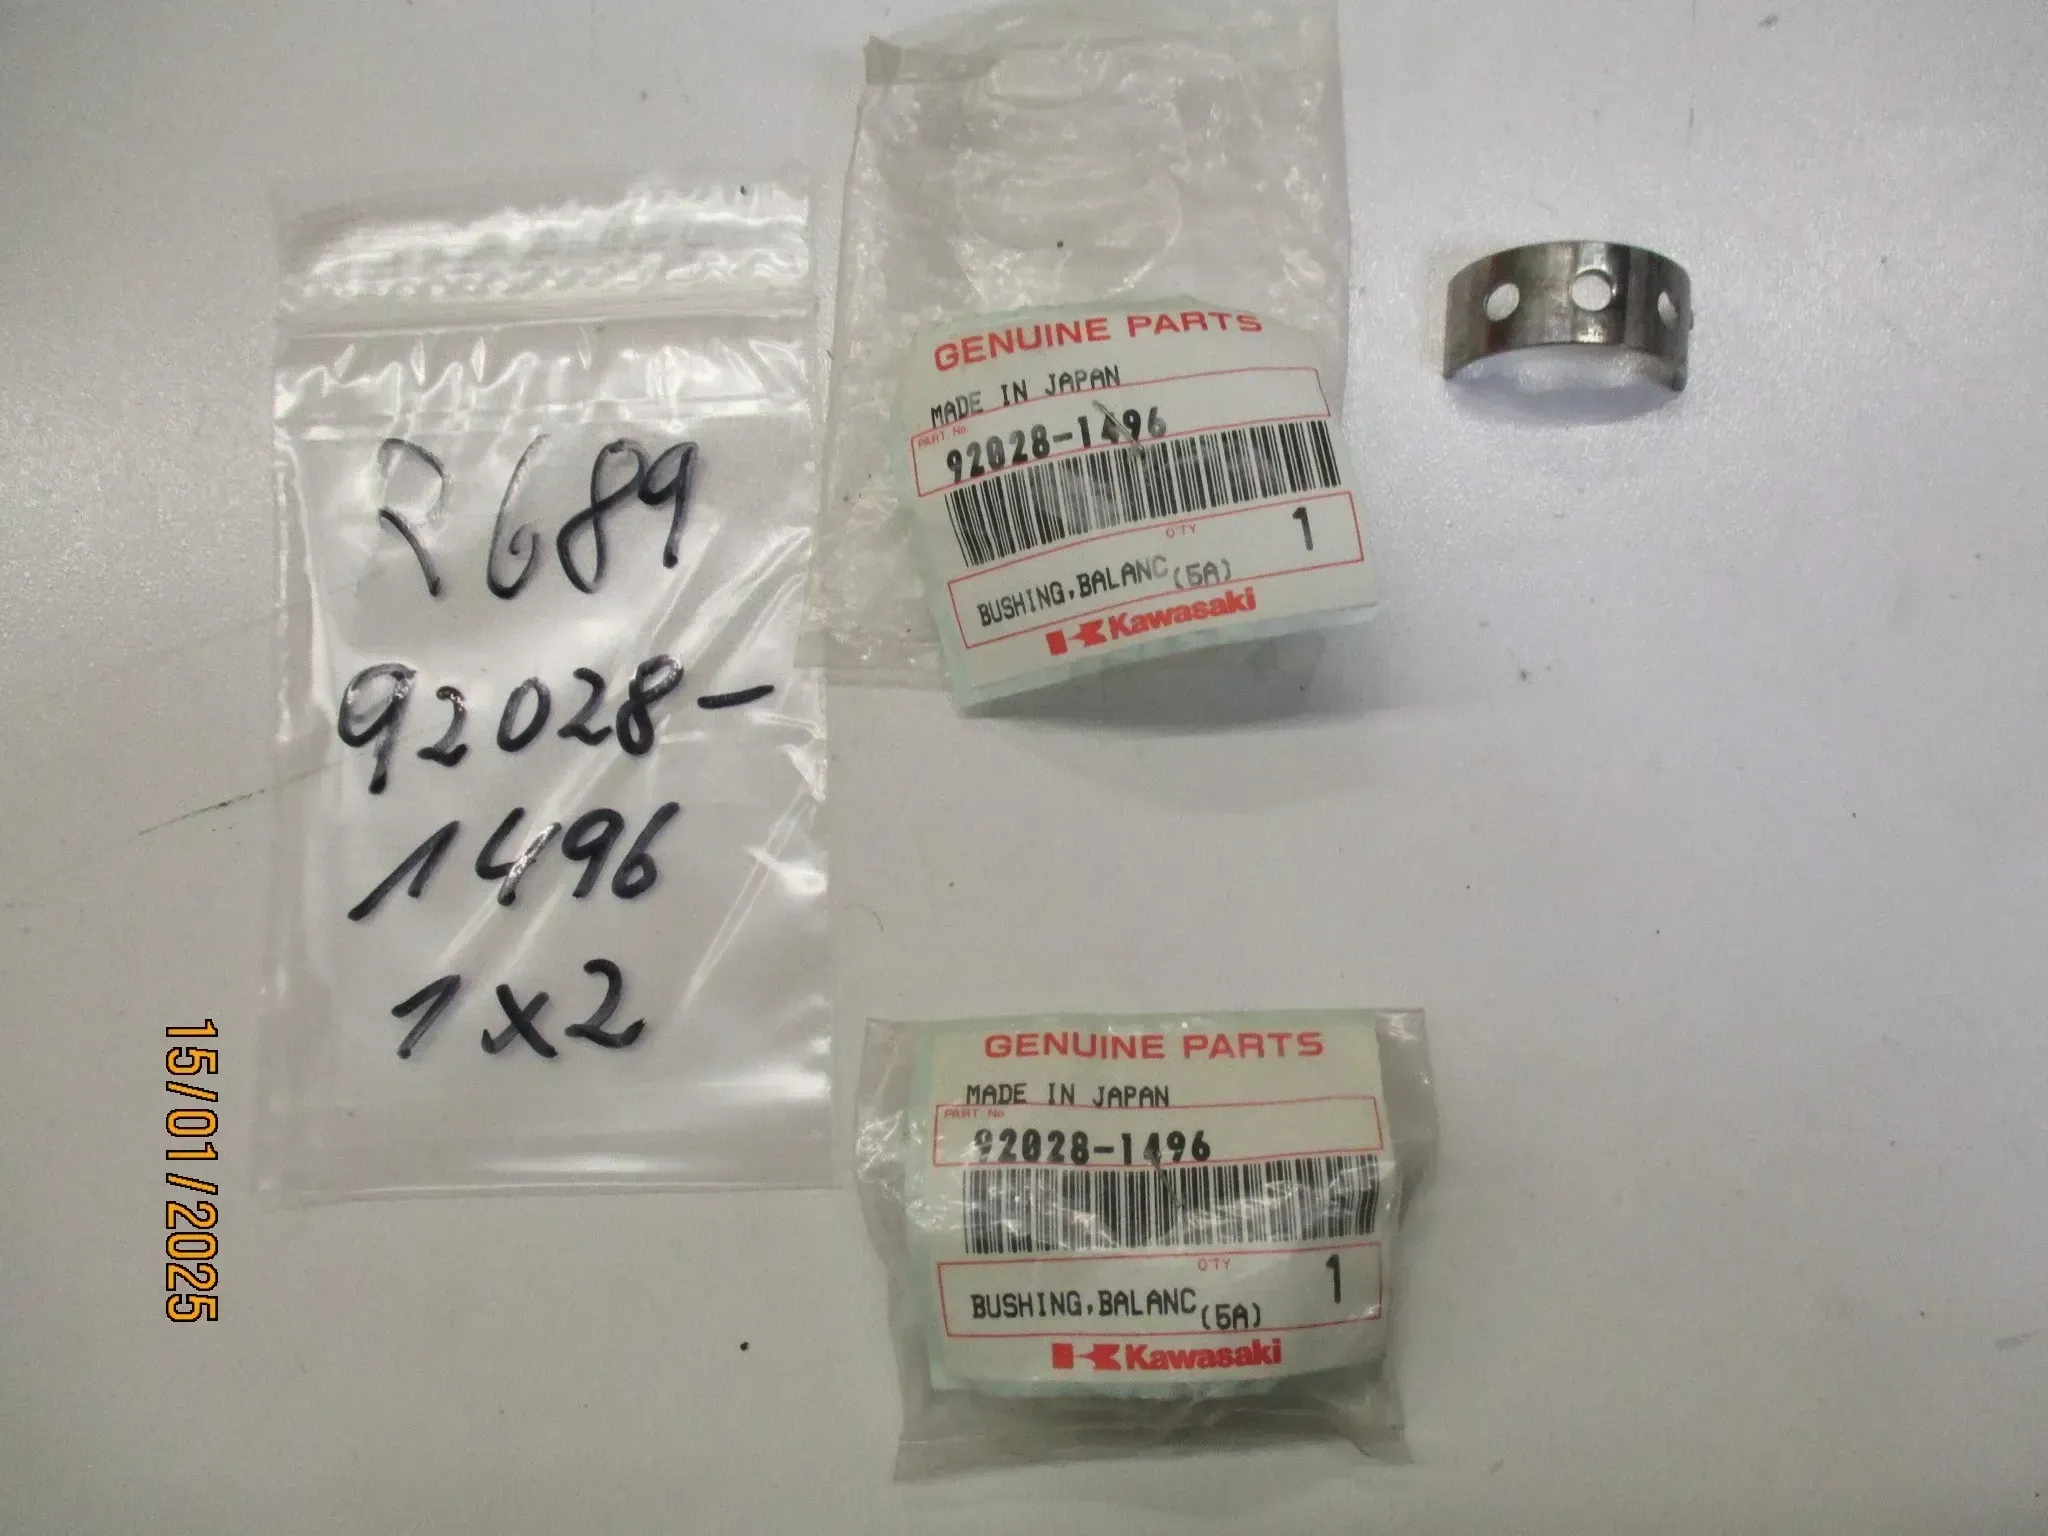 R689
92028-
1496
1x2
GENUINE PARTS
MADE IN JAPAN
PART No
92028-1496
Q'TY
1
BUSHING,BALANC(5A)
Kawasaki
GENUINE PARTS
MADE IN JAPAN
PART No
92028-1496
Q'TY
1
BUSHING,BALANC(5A)
Kawasaki
15/01/2025